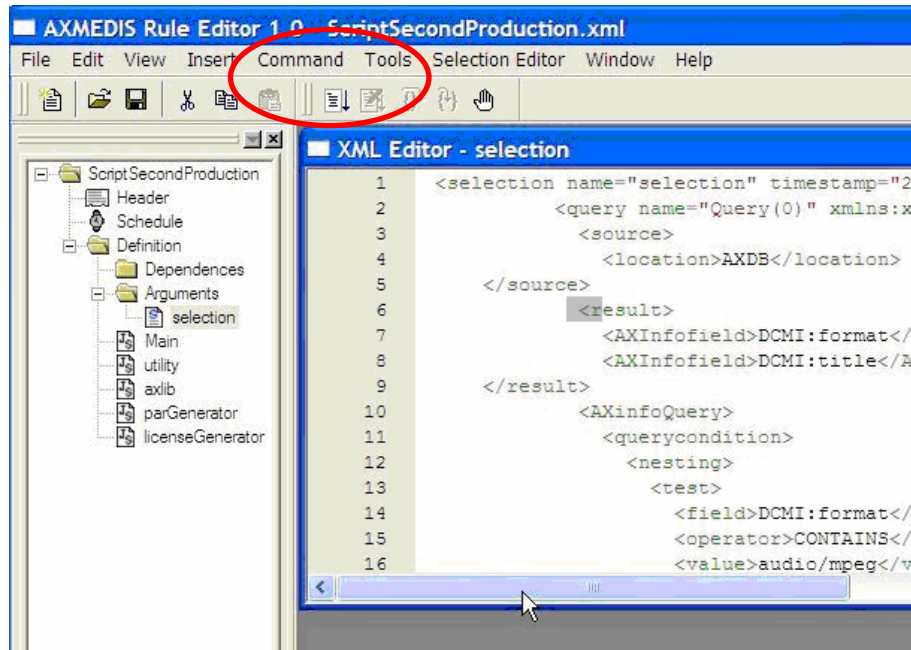 AXMEDIS Rule Editor 1.0 - ScriptSecondProduction.xml
File Edit View Insert Command Tools Selection Editor Window Help
ScriptSecondProduction
Header
Schedule
Definition
Dependences
Arguments
selection
Main
utility
axlib
parGenerator
licenseGenerator
XML Editor - selection
1 <selection name="selection" timestamp="2
2 <query name="Query(0)" xmlns:x
3 <source>
4 <location>AXDB</location>
5 </source>
6 <result>
7 <AXInfofield>DCMI:format</
8 <AXInfofield>DCMI:title</A
9 </result>
10 <AXinfoQuery>
11 <querycondition>
12 <nesting>
13 <test>
14 <field>DCMI:format</
15 <operator>CONTAINS</
16 <value>audio/mpeg</v